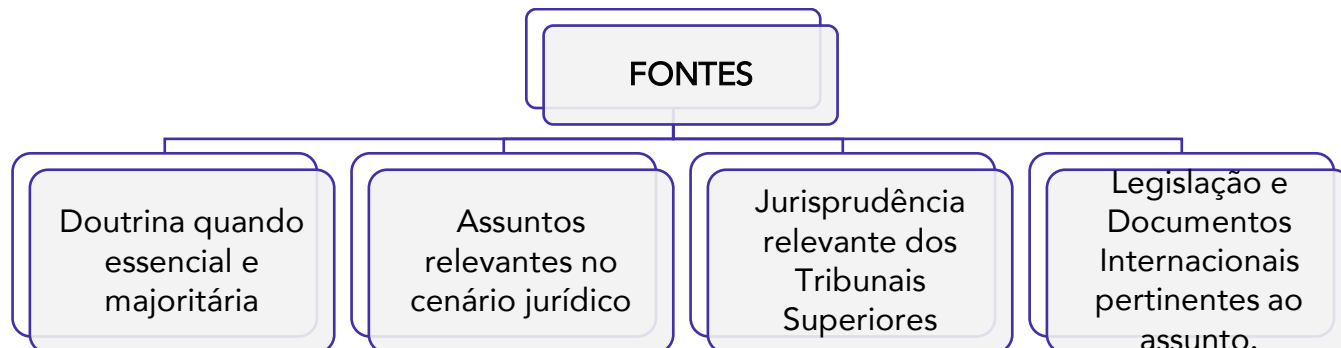 FONTES
Doutrina quando
essencial e
majoritária
Assuntos
relevantes no
cenário jurídico
Jurisprudência
relevante dos
Tribunais
Superiores
Legislação e
Documentos
Internacionais
pertinentes ao
assunto.